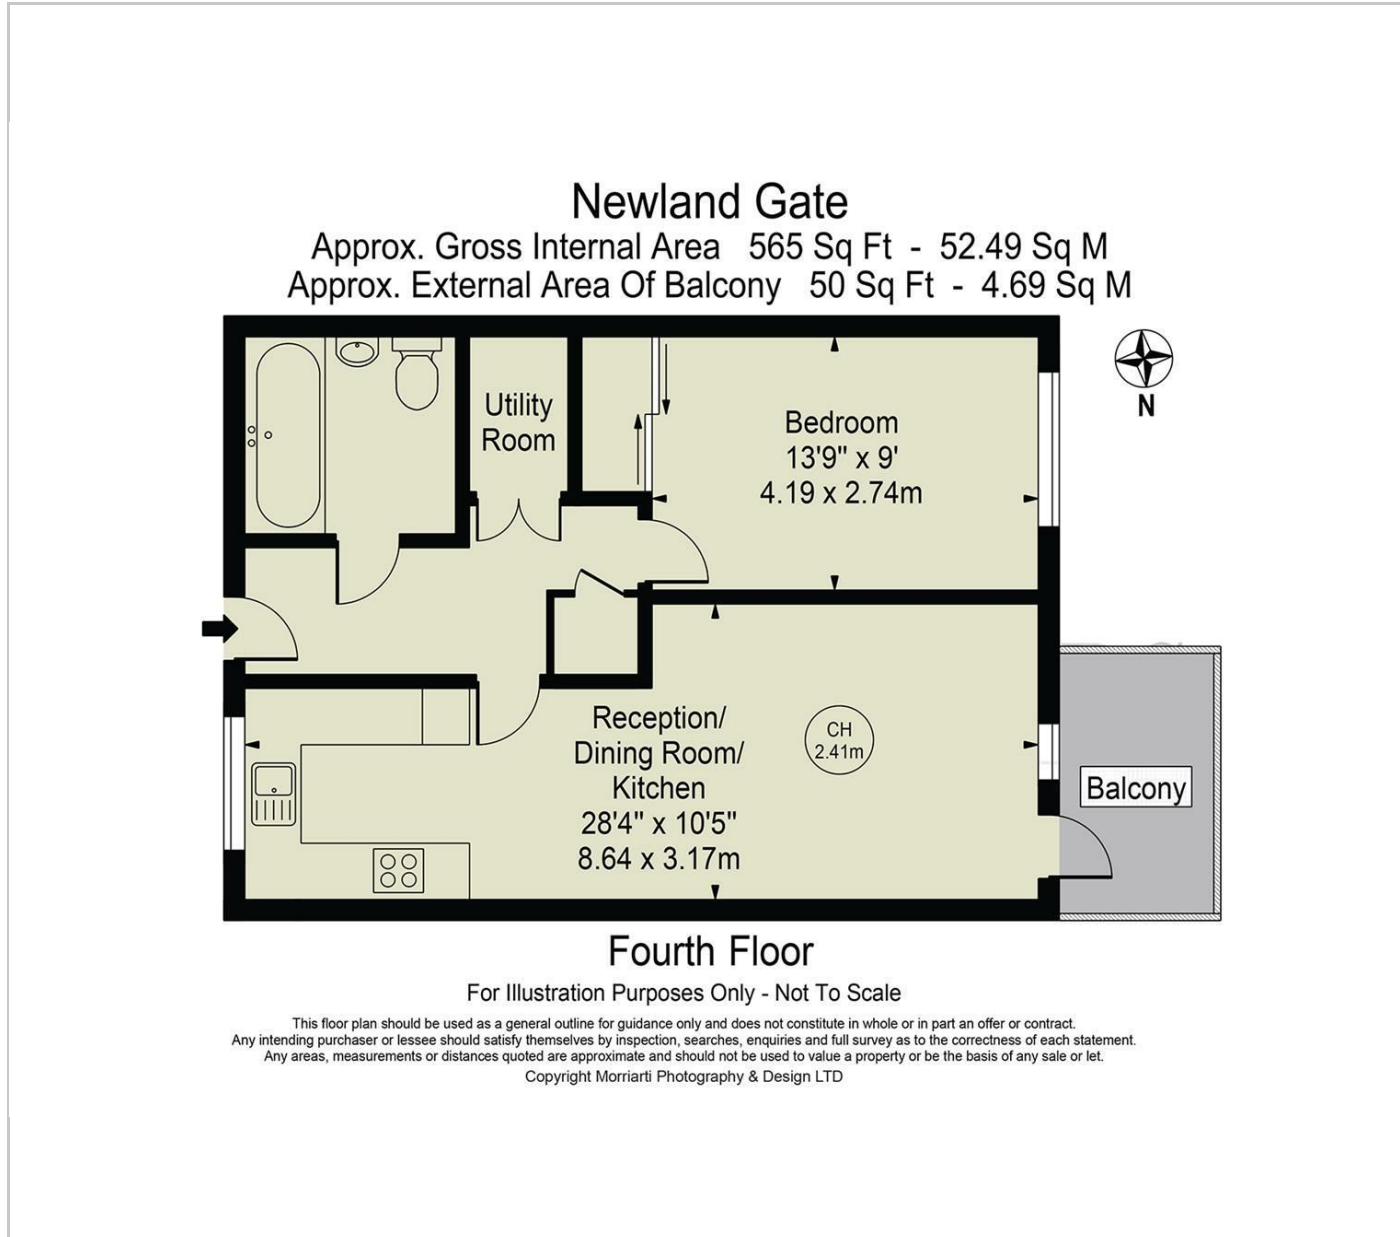 Newland Gate
Approx. Gross Internal Area 565 Sq Ft - 52.49 Sq M
Approx. External Area Of Balcony 50 Sq Ft - 4.69 Sq M
N
Utility
Room
Bedroom
13'9" x 9'
4.19 x 2.74m
Reception/
Dining Room/
Kitchen
28'4" x 10'5"
8.64 x 3.17m
CH
2.41m
Balcony
Fourth Floor
For Illustration Purposes Only - Not To Scale
This floor plan should be used as a general outline for guidance only and does not constitute in whole or in part an offer or contract.
Any intending purchaser or lessee should satisfy themselves by inspection, searches, enquiries and full survey as to the correctness of each statement.
Any areas, measurements or distances quoted are approximate and should not be used to value a property or be the basis of any sale or let.
Copyright Morriarti Photography & Design LTD